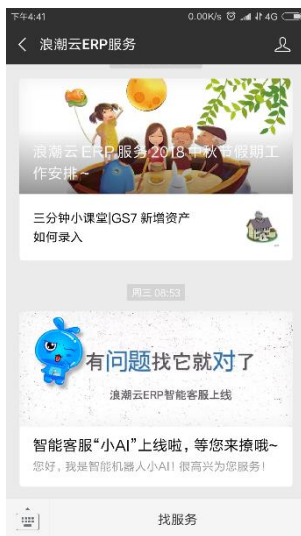 下午4:41
0.00K/s 4G
浪潮云ERP服务
浪潮云ERP服务2018中秋节假期工
作安排~
三分钟小课堂|GS7 新增资产
如何录入
周三 08:53
有问题找它就对了
浪潮云ERP智能客服上线
智能客服“小AI”上线啦，等您来撩哦~
您好，我是智能机器人小AI！很高兴为您服务！
找服务